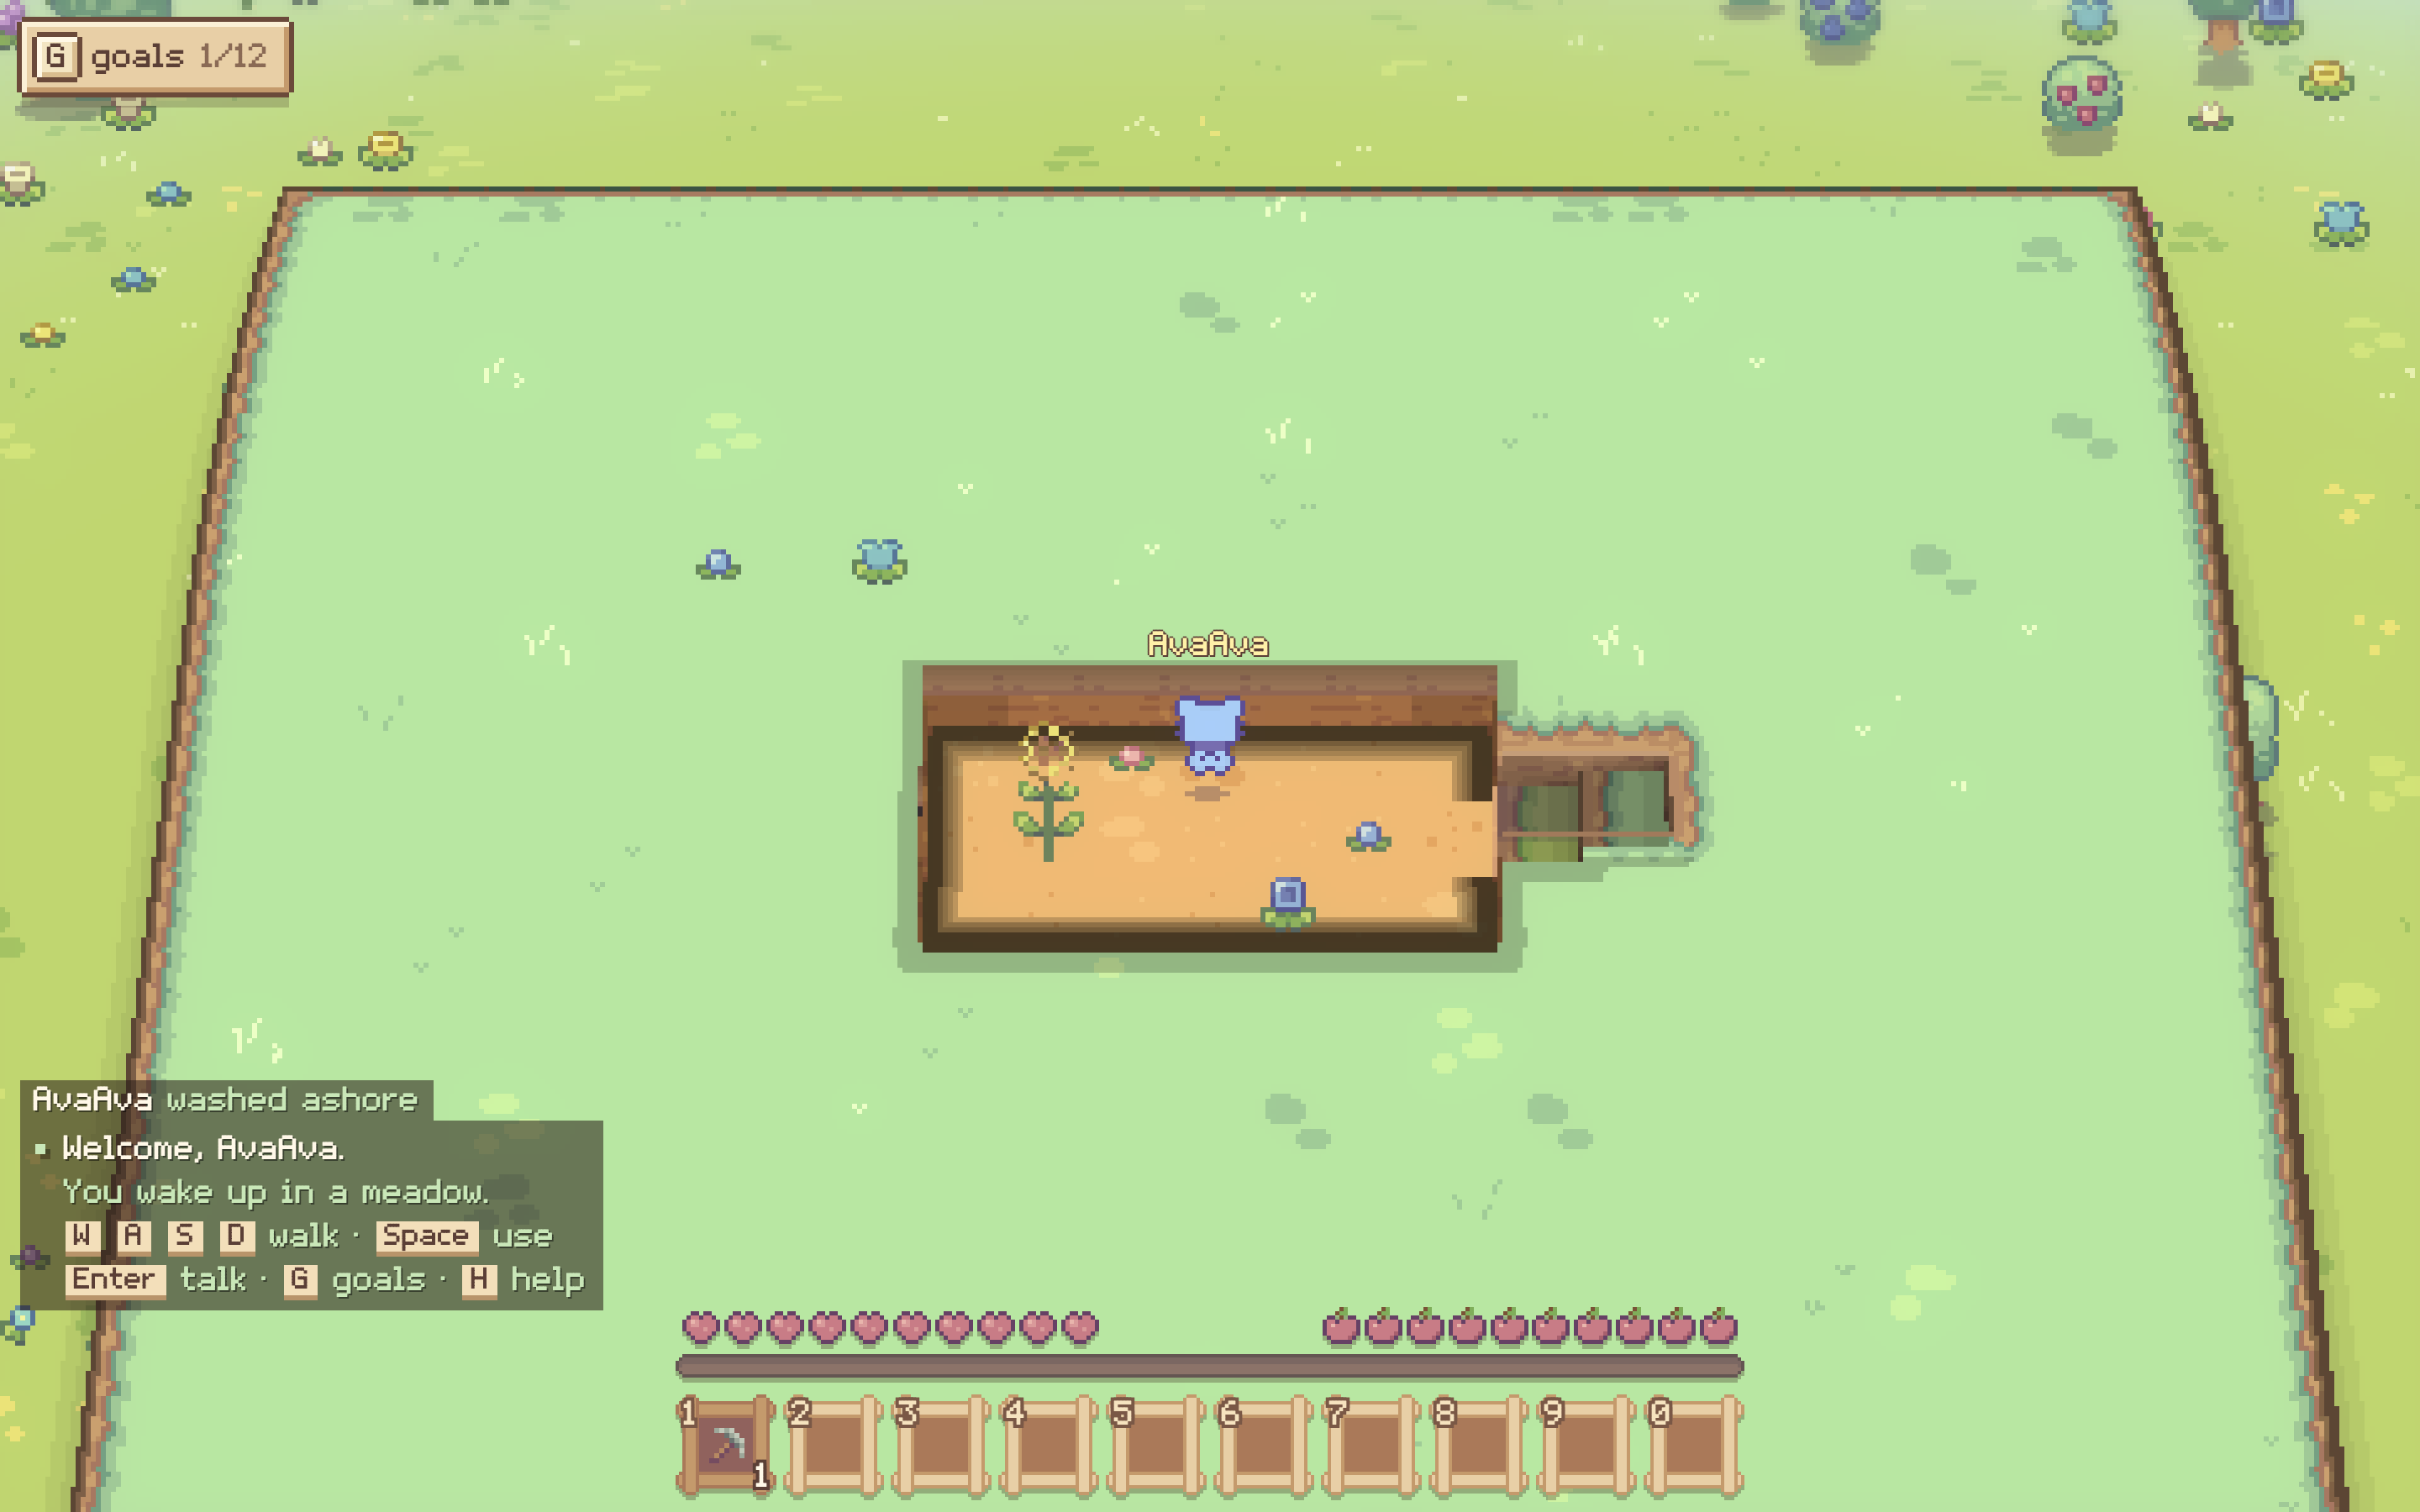 G goals 1/12
AvaAva
AvaAva washed ashore
Welcome, AvaAva.
You wake up in a meadow.
W A S D walk · Space use
Enter talk · G goals · H help
1 2 3 4 5 6 7 8 9 0
1